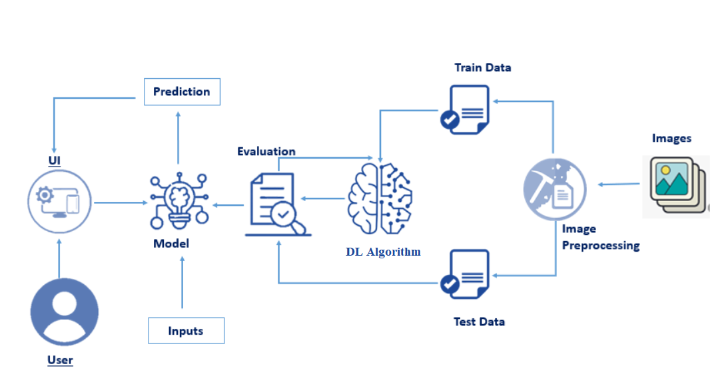 Train Data
Prediction
Images
Evaluation
UI
Model
DL Algorithm
Image
Preprocessing
Inputs
Test Data
User